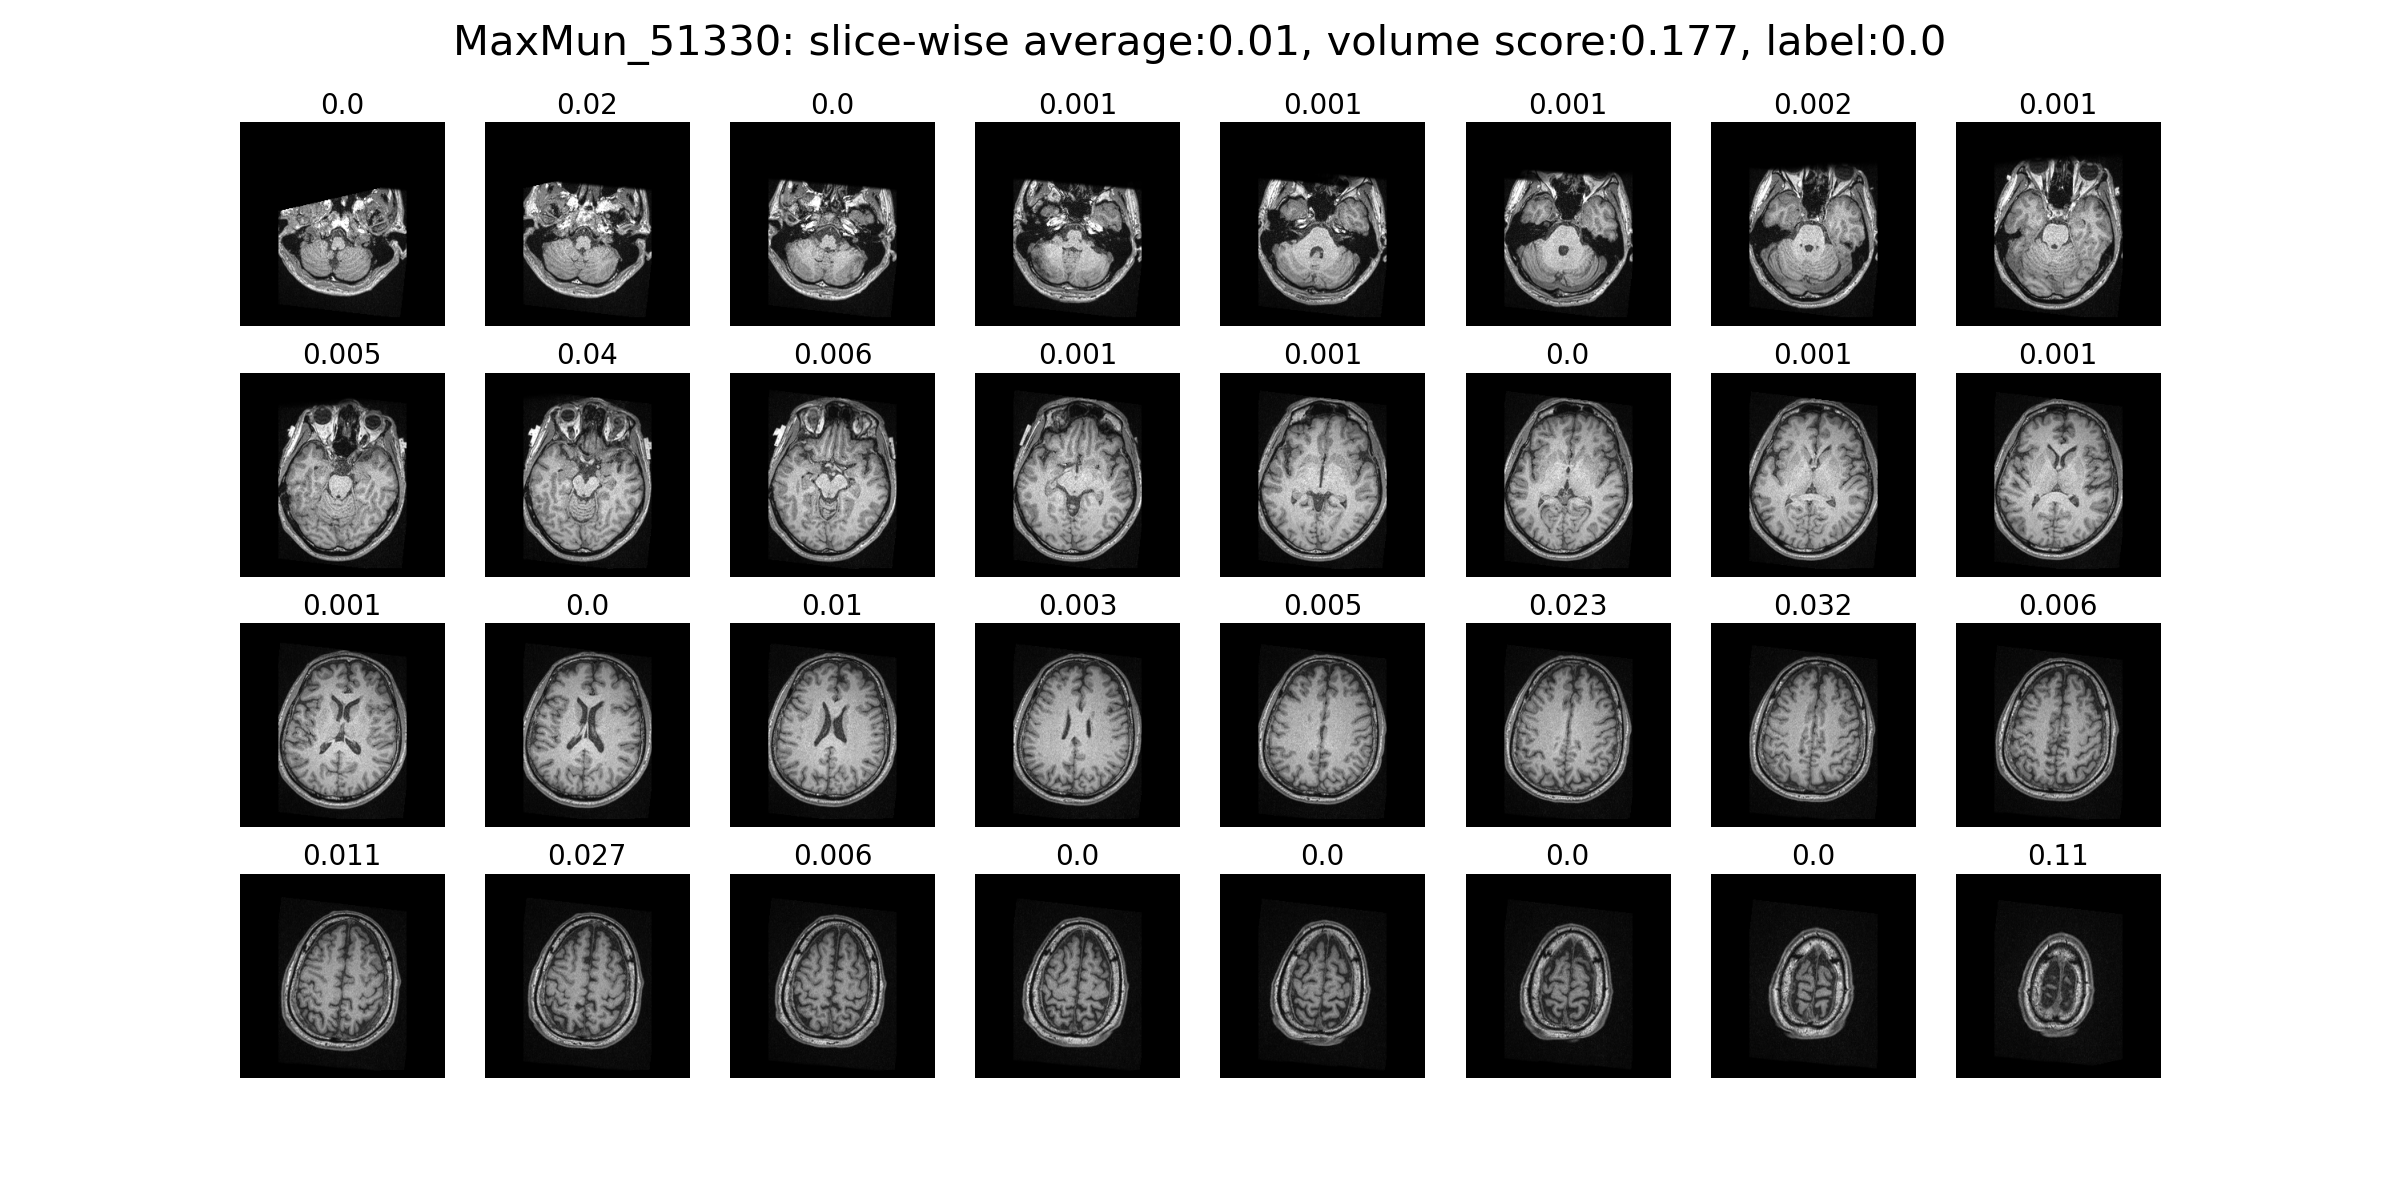 MaxMun_51330: slice-wise average:0.01, volume score:0.177, label:0.0
0.0 0.02 0.0 0.001 0.001 0.001 0.002 0.001
0.005 0.04 0.006 0.001 0.001 0.0 0.001 0.001
0.001 0.0 0.01 0.003 0.005 0.023 0.032 0.006
0.011 0.027 0.006 0.0 0.0 0.0 0.0 0.11